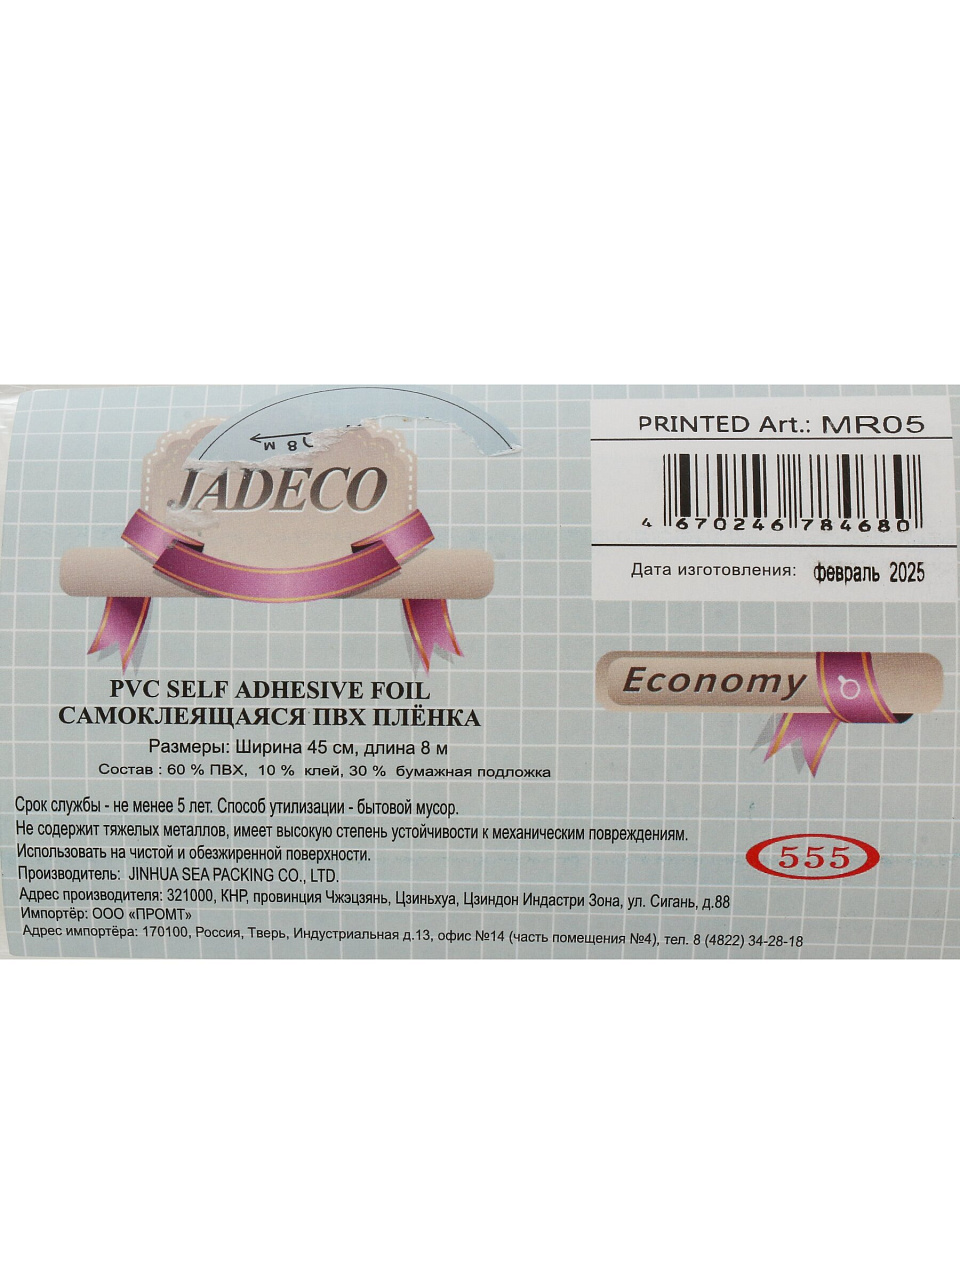 8 м
JADECO
PVC SELF ADHESIVE FOIL
САМОКЛЕЯЩАЯСЯ ПВХ ПЛЁНКА
Размеры: Ширина 45 см, длина 8 м
Состав : 60 % ПВХ, 10 % клей, 30 % бумажная подложка
PRINTED Art.: MR05
4 670246 784680
Дата изготовления: февраль 2025
Economy
555
Срок службы - не менее 5 лет. Способ утилизации - бытовой мусор.
Не содержит тяжелых металлов, имеет высокую степень устойчивости к механическим повреждениям.
Использовать на чистой и обезжиренной поверхности.
Производитель: JINHUA SEA PACKING CO., LTD.
Адрес производителя: 321000, КНР, провинция Чжэцзянь, Цзиньхуа, Цзиндон Индастри Зона, ул. Сигань, д.88
Импортёр: ООО «ПРОМТ»
Адрес импортёра: 170100, Россия, Тверь, Индустриальная д.13, офис №14 (часть помещения №4), тел. 8 (4822) 34-28-18